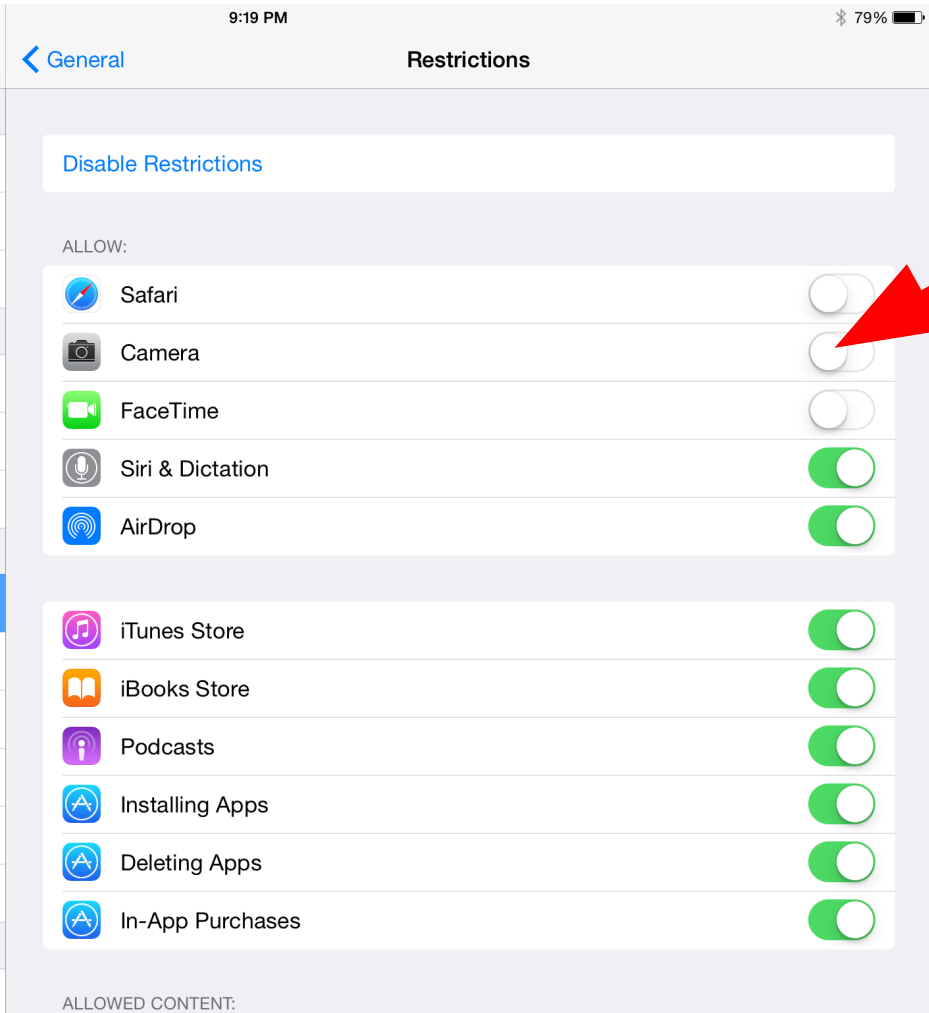 9:19 PM 79%
General Restrictions
Disable Restrictions
ALLOW:
Safari
Camera
FaceTime
Siri & Dictation
AirDrop
iTunes Store
iBooks Store
Podcasts
Installing Apps
Deleting Apps
In-App Purchases
ALLOWED CONTENT: